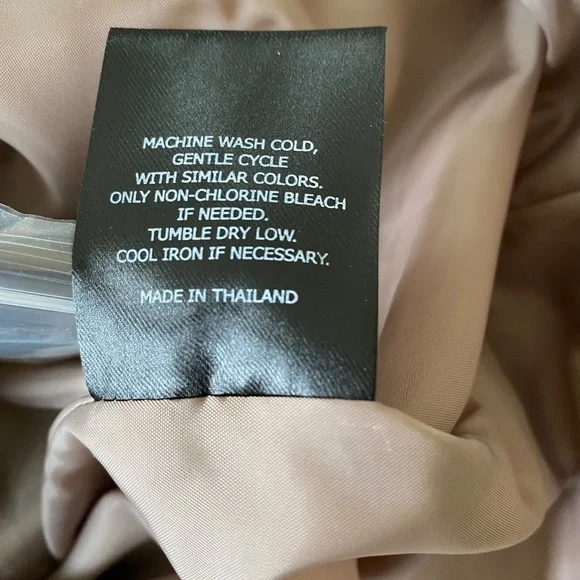 MACHINE WASH COLD,
GENTLE CYCLE
WITH SIMILAR COLORS.
ONLY NON-CHLORINE BLEACH
IF NEEDED.
TUMBLE DRY LOW.
COOL IRON IF NECESSARY.
MADE IN THAILAND